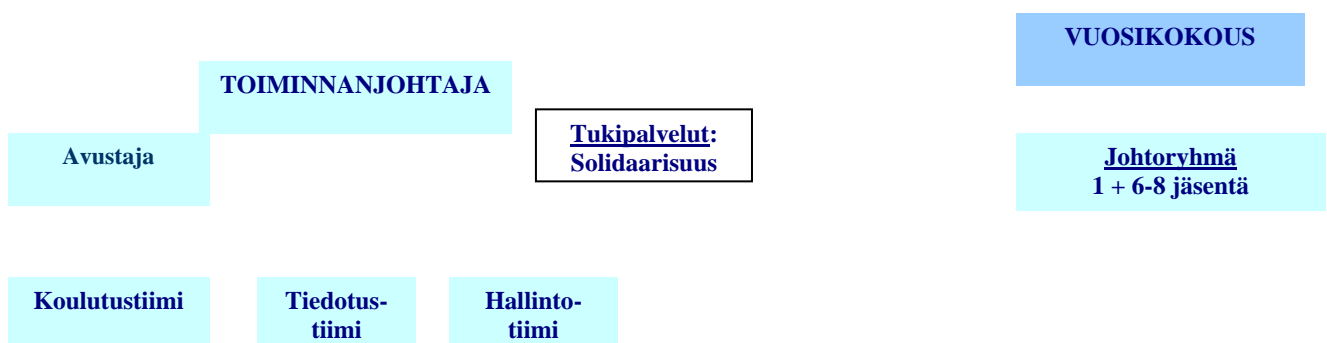 VUOSIKOKOUS
TOIMINNANJOHTAJA
Tukipalvelut:
Solidaarisuus
Avustaja
Johtoryhmä
1 + 6-8 jäsentä
Koulutustiimi
Tiedotus-
tiimi
Hallinto-
tiimi